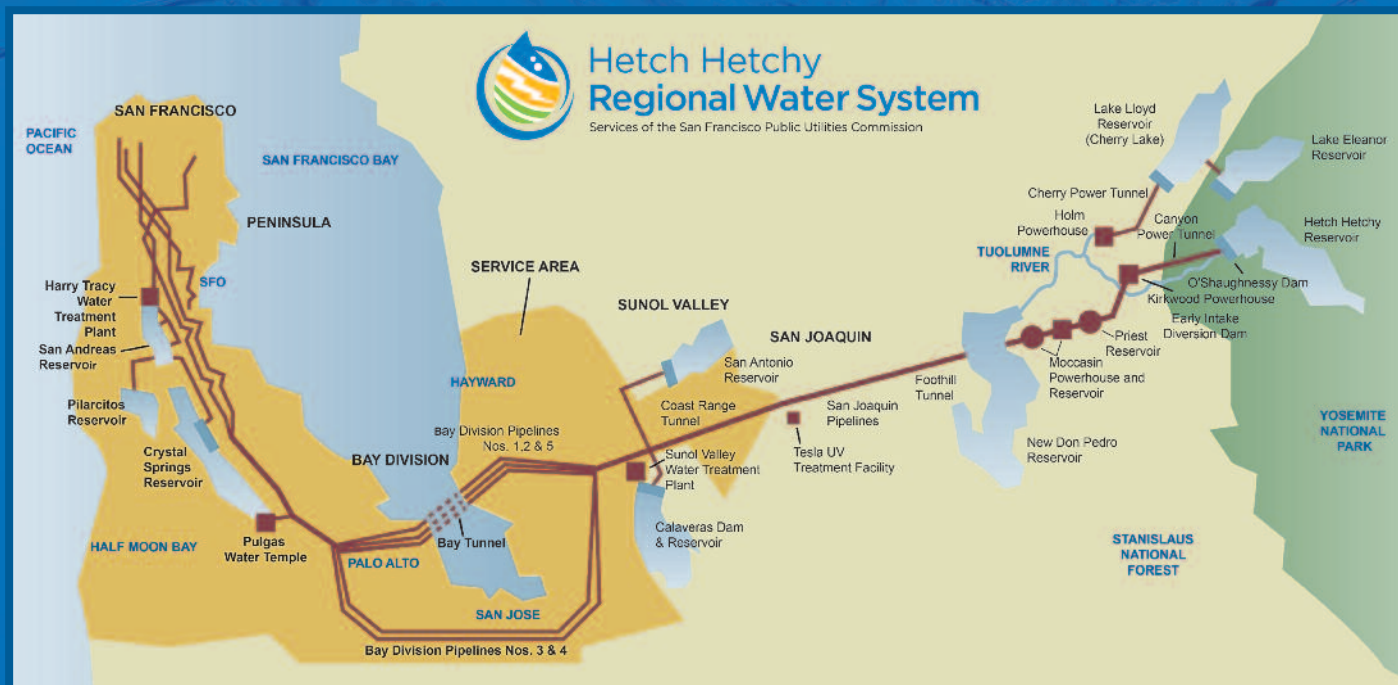 Hetch Hetchy
Regional Water System
Services of the San Francisco Public Utilities Commission
SAN FRANCISCO
PACIFIC
OCEAN
SAN FRANCISCO BAY
PENINSULA
SFO
Harry Tracy
Water
Treatment
Plant
San Andreas
Reservoir
Pilarcitos
Reservoir
Crystal
Springs
Reservoir
HALF MOON BAY
Pulgas
Water Temple
PALO ALTO
BAY DIVISION
Bay Tunnel
SAN JOSE
Bay Division Pipelines Nos. 3 & 4
Bay Division Pipelines
Nos. 1,2 & 5
HAYWARD
SERVICE AREA
SUNOL VALLEY
San Antonio
Reservoir
Coast Range
Tunnel
Sunol Valley
Water Treatment
Plant
Calaveras Dam
& Reservoir
SAN JOAQUIN
San Joaquin
Pipelines
Tesla UV
Treatment Facility
Foothill
Tunnel
New Don Pedro
Reservoir
Moccasin
Powerhouse and
Reservoir
Priest
Reservoir
Early Intake
Diversion Dam
Kirkwood Powerhouse
O'Shaughnessy Dam
TUOLUMNE
RIVER
Holm
Powerhouse
Cherry Power Tunnel
Canyon
Power Tunnel
Lake Lloyd
Reservoir
(Cherry Lake)
Lake Eleanor
Reservoir
Hetch Hetchy
Reservoir
YOSEMITE
NATIONAL
PARK
STANISLAUS
NATIONAL
FOREST